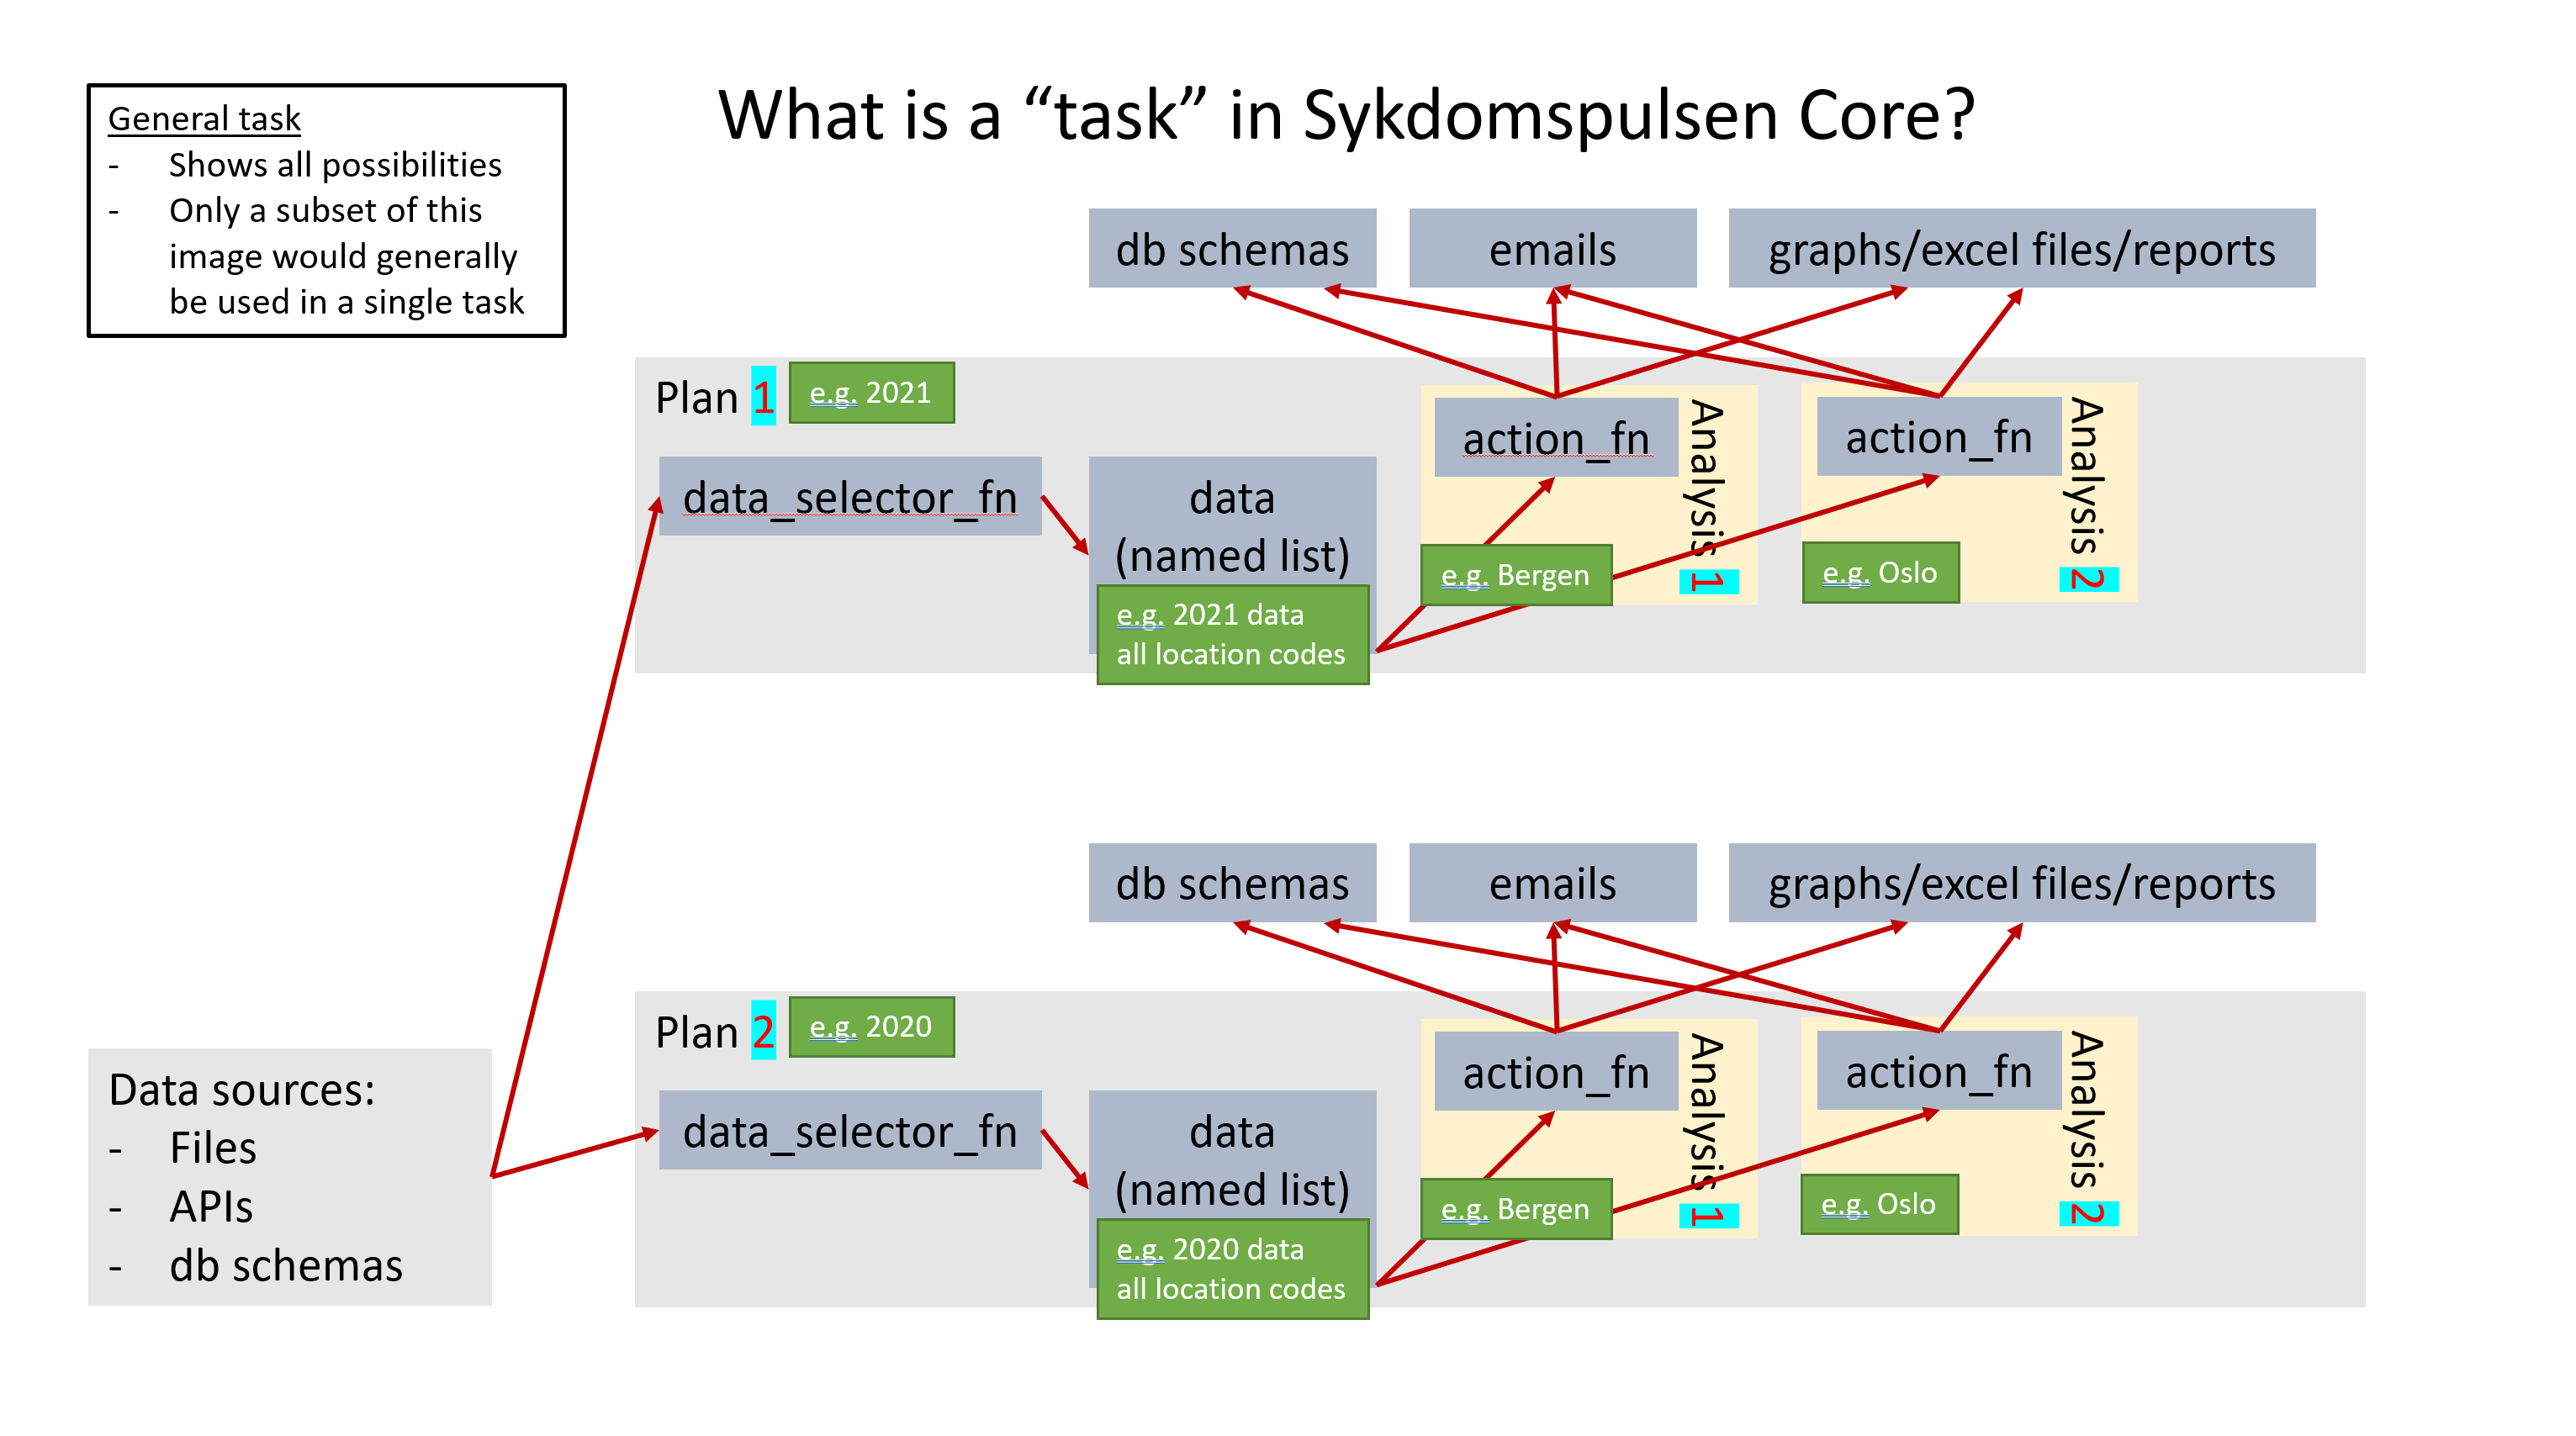 What is a “task” in Sykdomspulsen Core?
General task
- Shows all possibilities
- Only a subset of this
image would generally
be used in a single task
db schemas
emails
graphs/excel files/reports
Plan 1
e.g. 2021
data_selector_fn
data
(named list)
e.g. 2021 data
all location codes
action_fn
Analysis 1
e.g. Bergen
action_fn
Analysis 2
e.g. Oslo
db schemas
emails
graphs/excel files/reports
Plan 2
e.g. 2020
data_selector_fn
data
(named list)
e.g. 2020 data
all location codes
action_fn
Analysis 1
e.g. Bergen
action_fn
Analysis 2
e.g. Oslo
Data sources:
- Files
- APIs
- db schemas